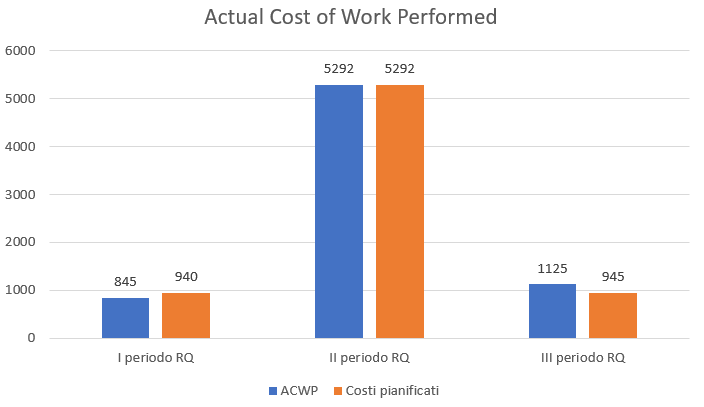 Actual Cost of Work Performed
6000
5000
4000
3000
2000
1000
0
5292 5292
1125
845 940 945
I periodo RQ II periodo RQ III periodo RQ
ACWP Costi pianificati